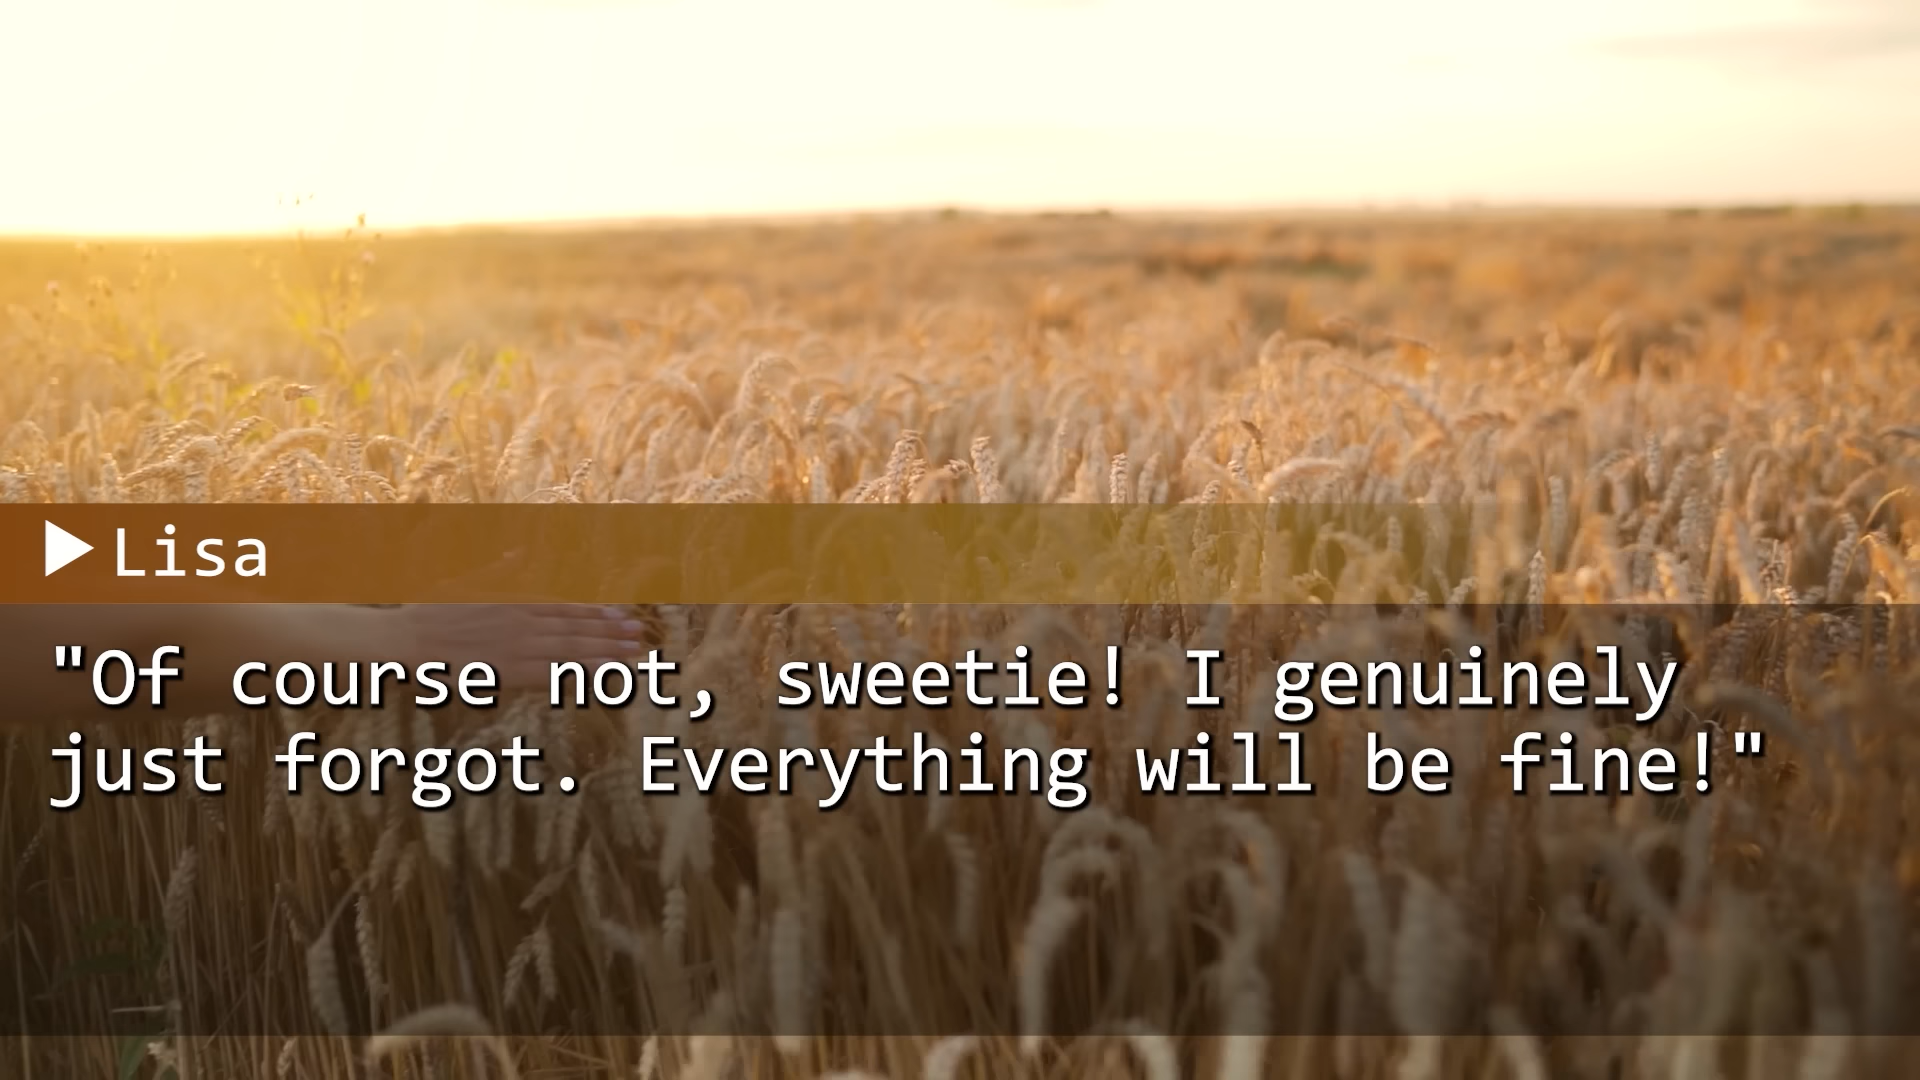 Lisa
"Of course not, sweetie! I genuinely
just forgot. Everything will be fine!"